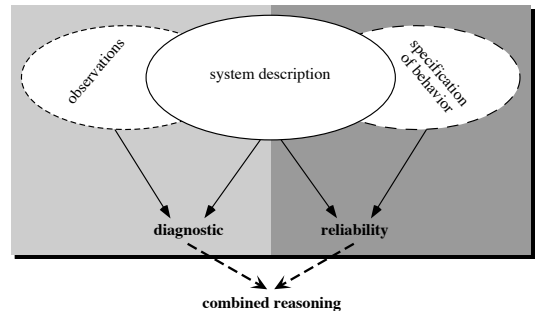 observations
system description
specification
of behavior
diagnostic
reliability
combined reasoning